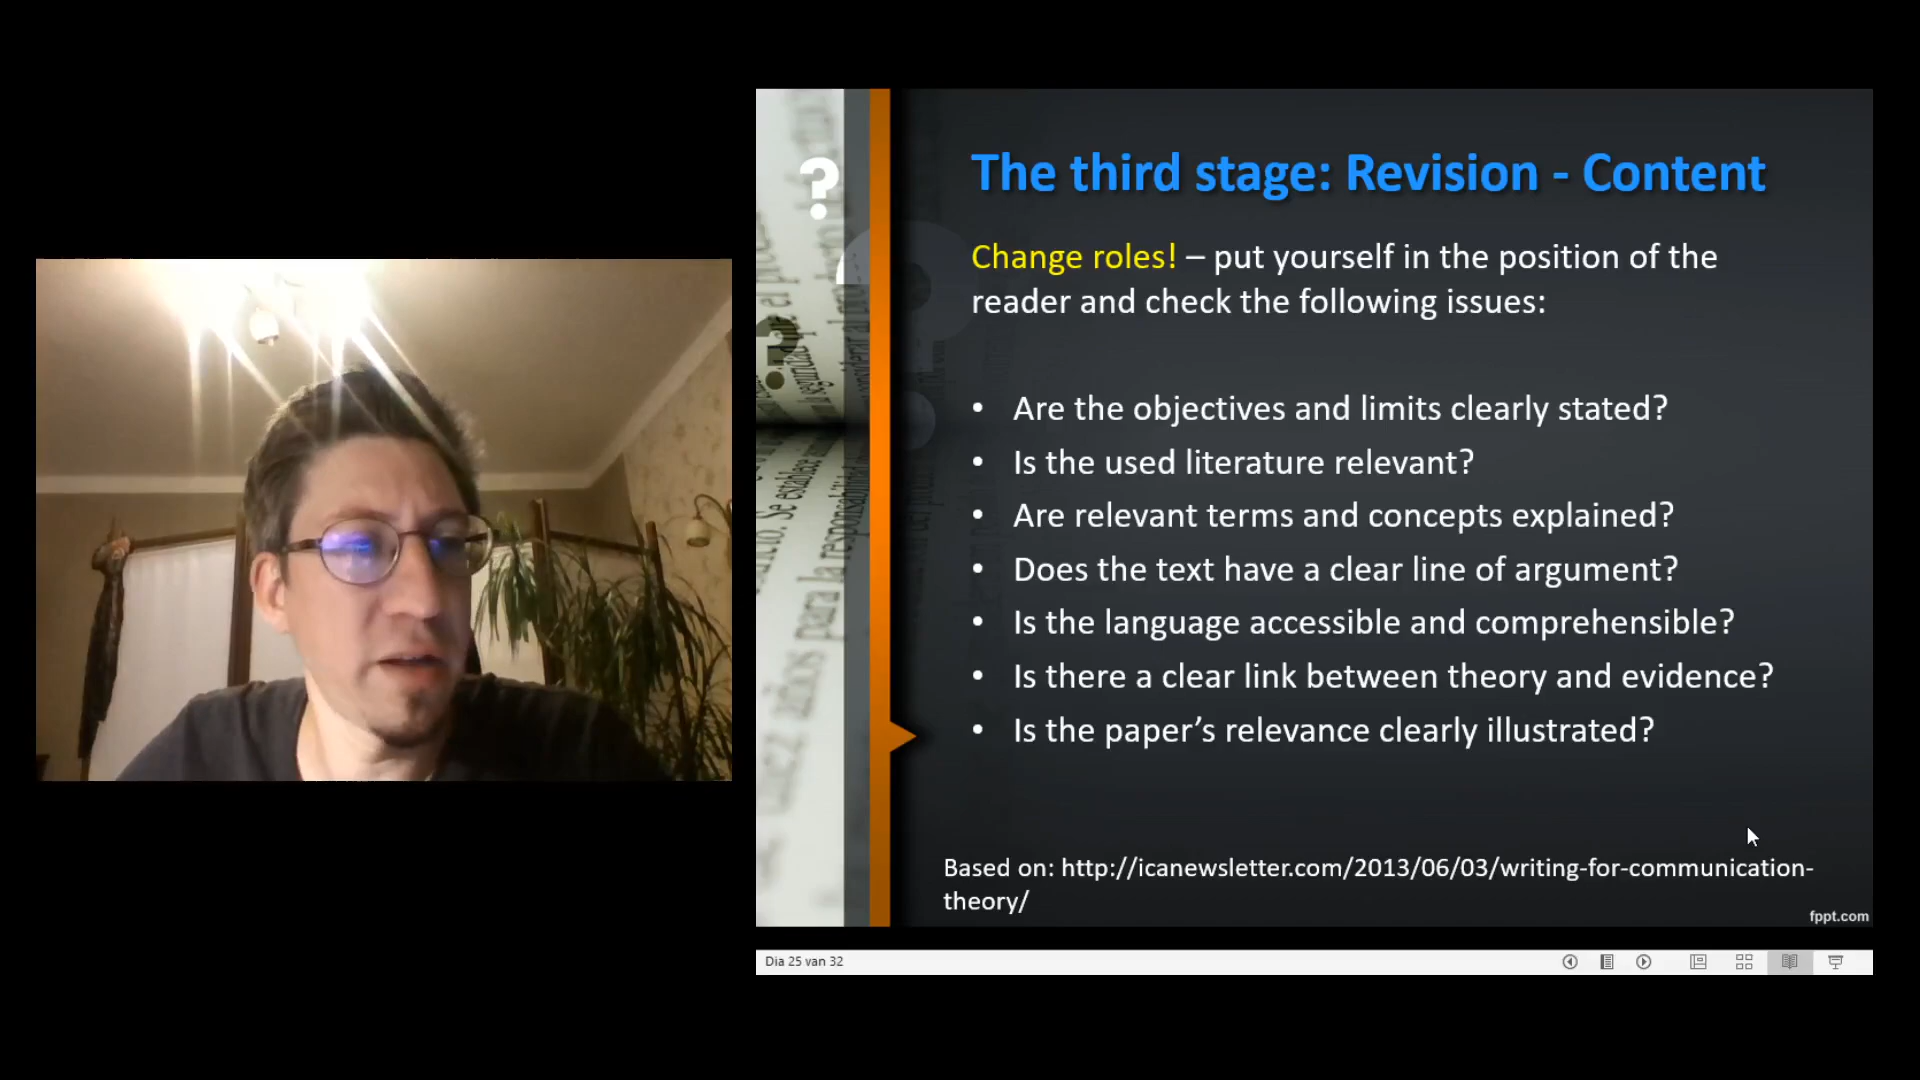 The third stage: Revision - Content
Change roles! – put yourself in the position of the
reader and check the following issues:
• Are the objectives and limits clearly stated?
• Is the used literature relevant?
• Are relevant terms and concepts explained?
• Does the text have a clear line of argument?
• Is the language accessible and comprehensible?
• Is there a clear link between theory and evidence?
• Is the paper’s relevance clearly illustrated?
Based on: http://icanewsletter.com/2013/06/03/writing-for-communication-
theory/
fppt.com
Dia 25 van 32